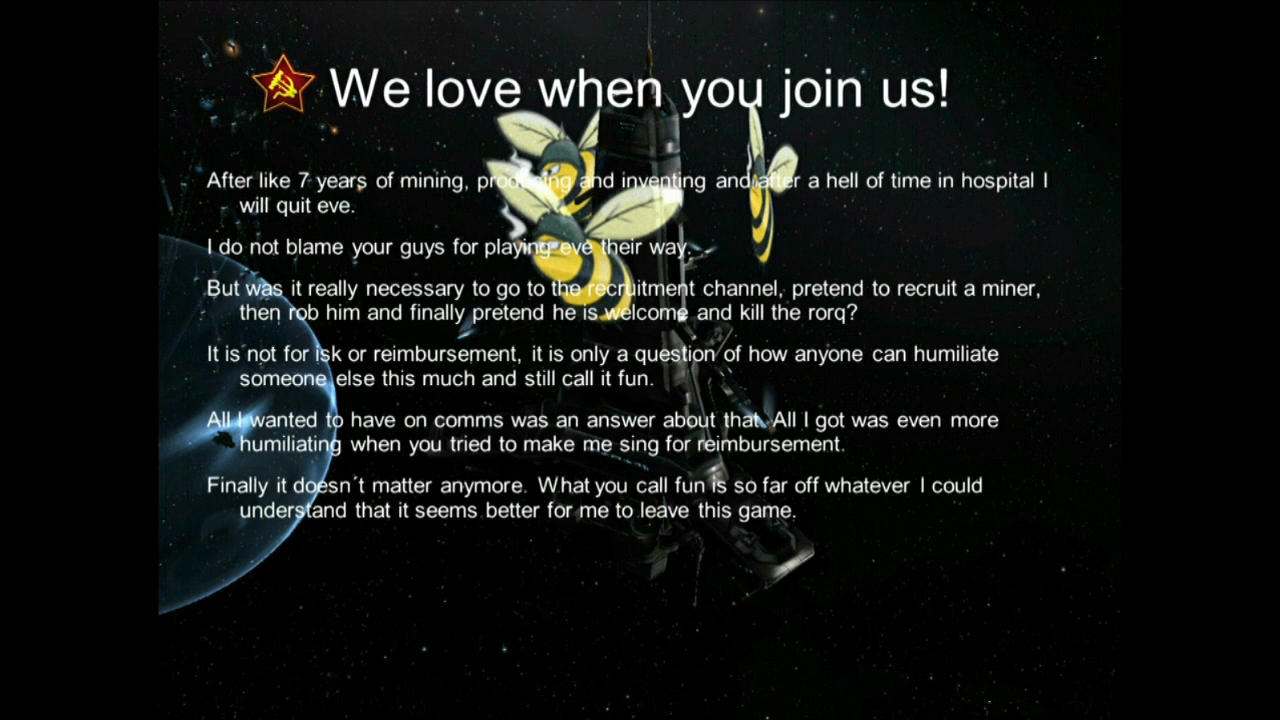 We love when you join us!
After like 7 years of mining, producing and inventing and after a hell of time in hospital I
will quit eve.
I do not blame your guys for playing eve their way.
But was it really necessary to go to the recruitment channel, pretend to recruit a miner,
then rob him and finally pretend he is welcome and kill the rorq?
It is not for isk or reimbursement, it is only a question of how anyone can humiliate
someone else this much and still call it fun.
All I wanted to have on comms was an answer about that. All I got was even more
humiliating when you tried to make me sing for reimbursement.
Finally it doesn´t matter anymore. What you call fun is so far off whatever I could
understand that it seems better for me to leave this game.